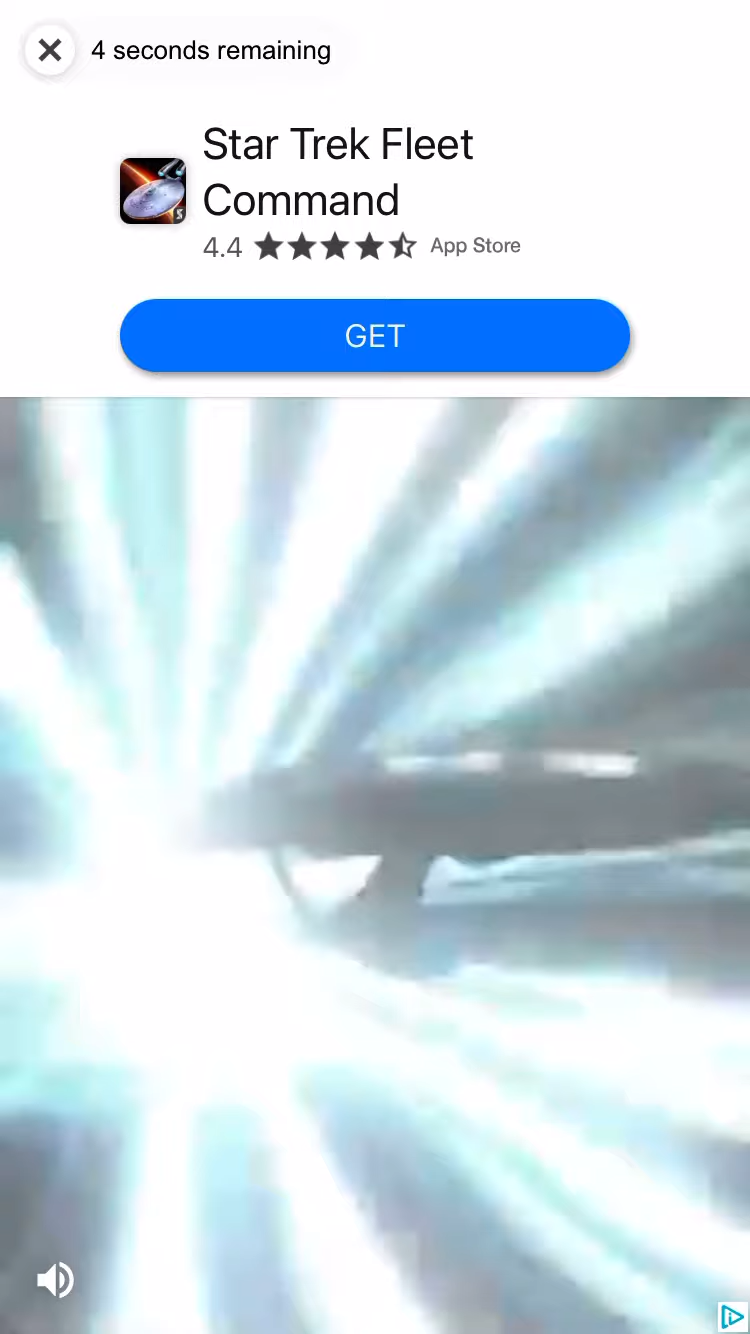 4 seconds remaining
Star Trek Fleet
Command
4.4 App Store
GET